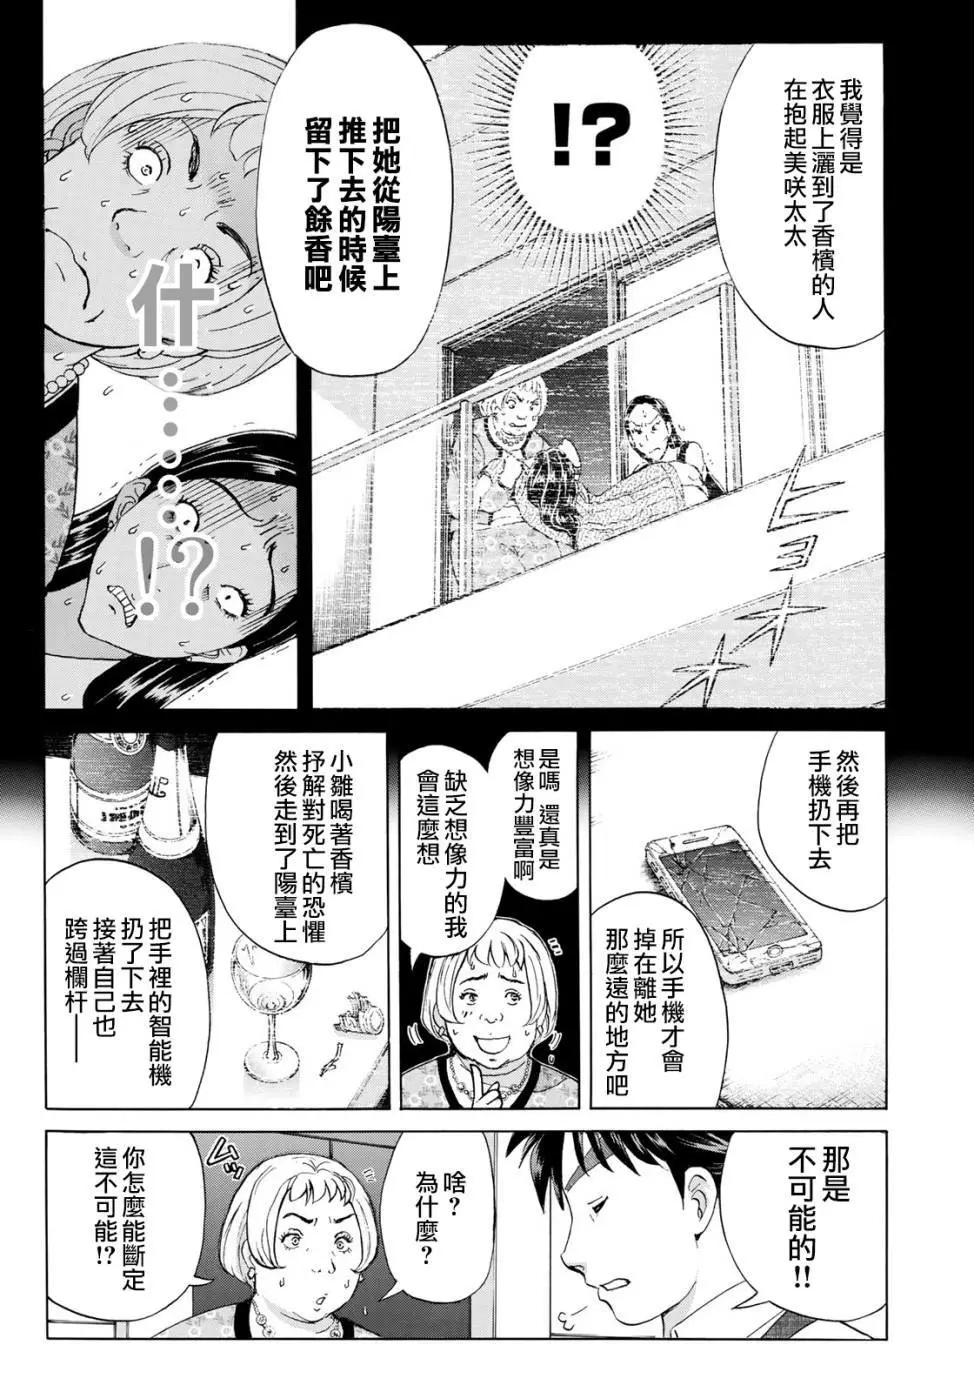 我覺得是
衣服上灑到了香檳的人
在抱起美咲太太
!?
把她從陽臺上
推下去的時候
留下了餘香吧
什……!?
然後再把
手機扔下去
所以手機才會
掉在離她
那麼遠的地方吧
是嗎 還真是
想像力豐富啊
缺乏想像力的我
會這麼想
小雛喝著香檳
抒解對死亡的恐懼
然後走到了陽臺上
把手裡的智能機
扔了下去
接著自己也
跨過欄杆——
那是
不可能的!!
啥?
為什麼?
ムッ
你怎麼能斷定
這不可能!?